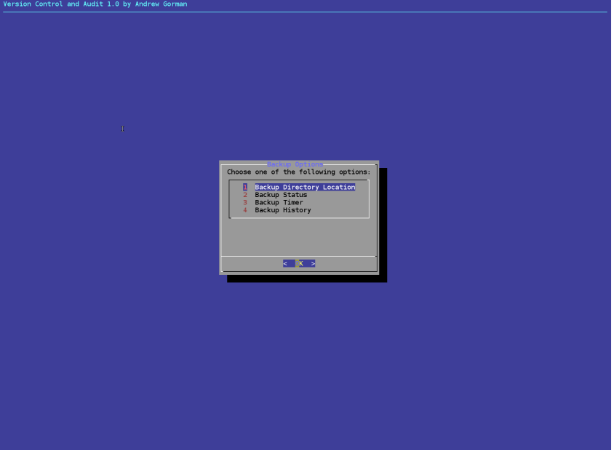 Version Control and Audit 1.0 by Andrew Gorman
Backup Options
Choose one of the following options:
1 Backup Directory Location
2 Backup Status
3 Backup Timer
4 Backup History
< K >